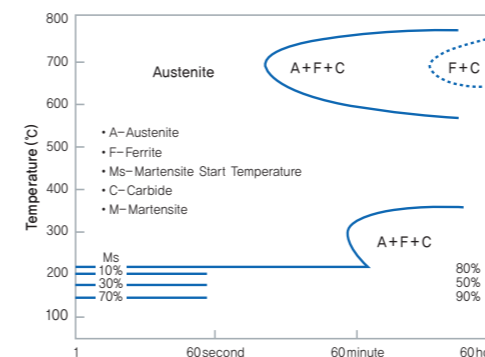 800
700
600
500
400
300
200
100
Temperature (℃)
Austenite
A+F+C
F+C
• A-Austenite
• F-Ferrite
• Ms-Martensite Start Temperature
• C-Carbide
• M-Martensite
A+F+C
Ms
10%
30%
70%
80%
50%
90%
1
60second
60minute